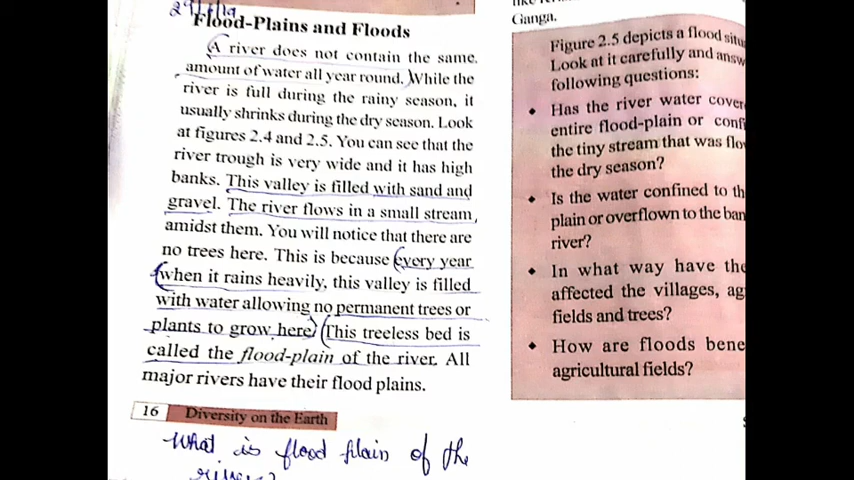 Flood-Plains and Floods
A river does not contain the same
amount of water all year round. While the
river is full during the rainy season, it
usually shrinks during the dry season. Look
at figures 2.4 and 2.5. You can see that the
river trough is very wide and it has high
banks. This valley is filled with sand and
gravel. The river flows in a small stream
amidst them. You will notice that there are
no trees here. This is because every year
when it rains heavily, this valley is filled
with water allowing no permanent trees or
plants to grow here. This treeless bed is
called the flood-plain of the river. All
major rivers have their flood plains.
16 Diversity on the Earth
What is flood plain of the
Ganga.
Figure 2.5 depicts a flood
Look at it carefully and
following questions:
• Has the river water
entire flood-plain or
the tiny stream that was
the dry season?
• Is the water confined to
plain or overflown to the
river?
• In what way have the
affected the villages,
fields and trees?
• How are floods
agricultural fields?